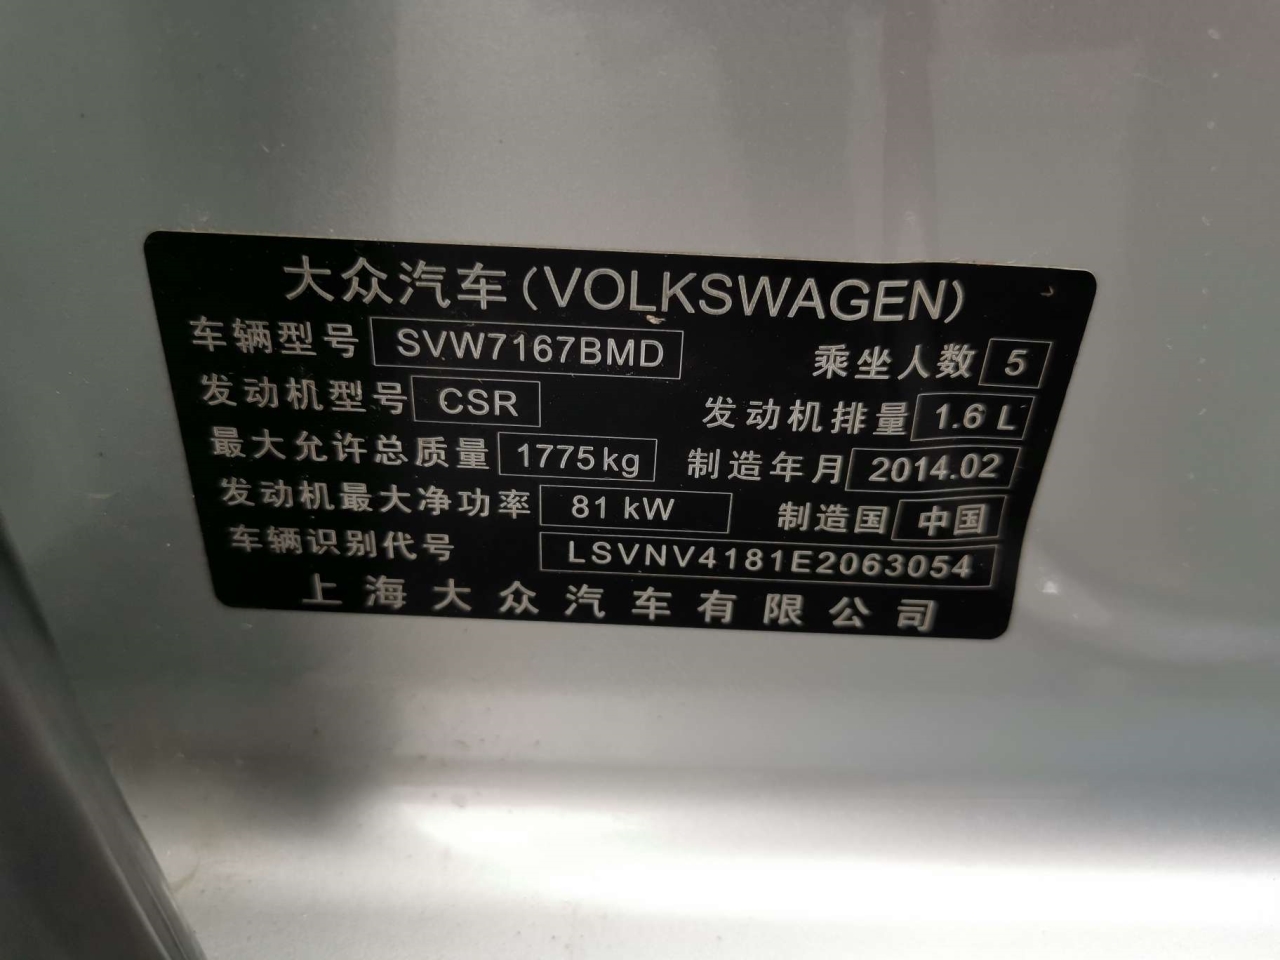 大众汽车(VOLKSWAGEN)
车辆型号 SVW7167BMD 乘坐人数 5
发动机型号 CSR 发动机排量 1.6 L
最大允许总质量 1775kg 制造年月 2014.02
发动机最大净功率 81 kW 制造国 中国
车辆识别代号 LSVNV4181E2063054
上海大众汽车有限公司